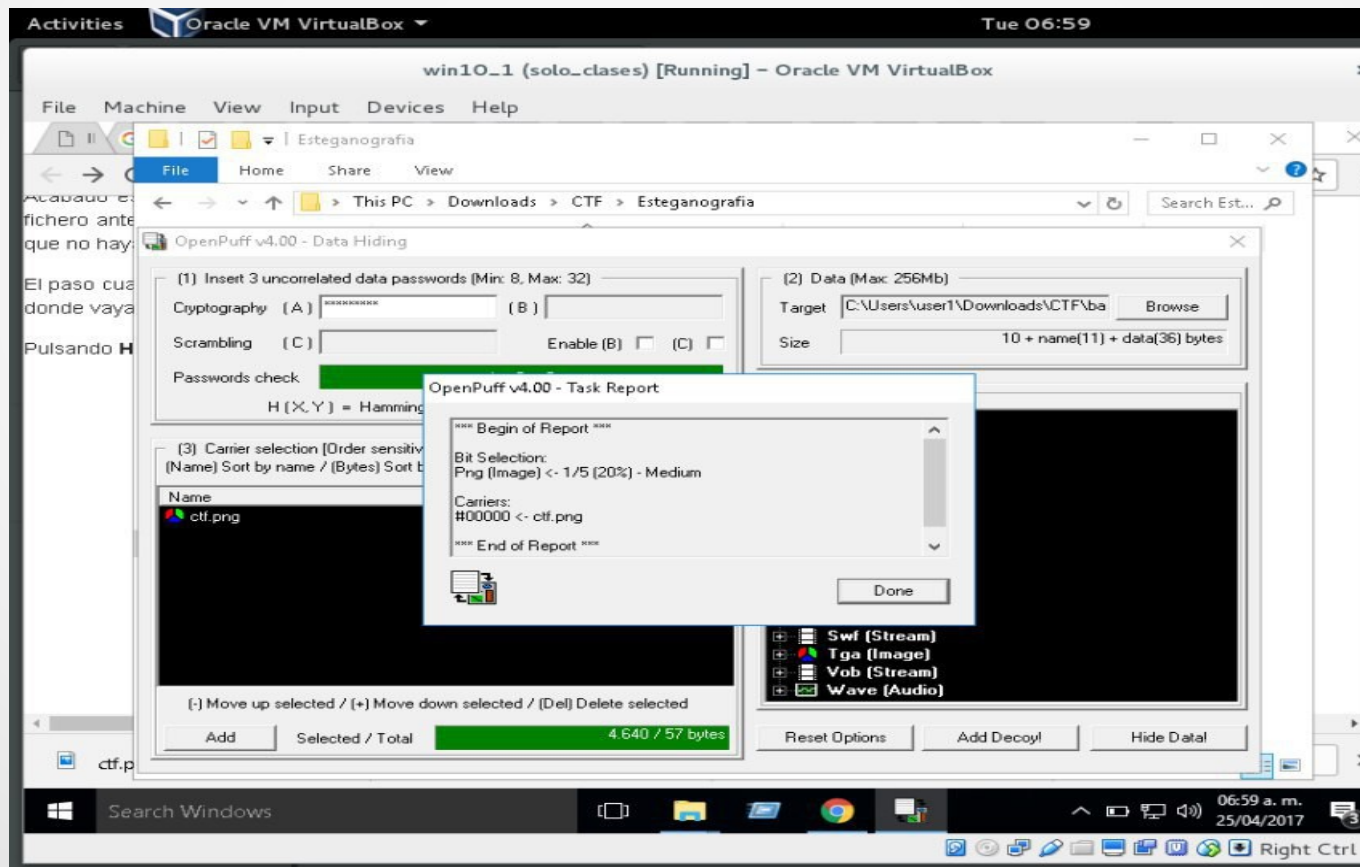 Activities Oracle VM VirtualBox Tue 06:59
win10_1 (solo_clases) [Running] - Oracle VM VirtualBox
File Machine View Input Devices Help
Esteganografia
File Home Share View
This PC > Downloads > CTF > Esteganografia Search Est...
fichero ante
que no hay
El paso cua
donde vaya
Pulsando H
OpenPuff v4.00 - Data Hiding
(1) Insert 3 uncorrelated data passwords (Min: 8, Max: 32)
Cryptography (A) ********* (B)
Scrambling (C) Enable (B) (C)
Passwords check
H (X, Y) = Hamming
(2) Data (Max: 256Mb)
Target C:\Users\user1\Downloads\CTF\ba Browse
Size 10 + name(11) + data(36) bytes
(3) Carrier selection [Order sensitiv
(Name) Sort by name / (Bytes) Sort b
Name
ctf.png
OpenPuff v4.00 - Task Report
*** Begin of Report ***
Bit Selection:
Png (Image) <- 1/5 (20%) - Medium
Carriers:
#00000 <- ctf.png
*** End of Report ***
Done
Swf (Stream)
Tga (Image)
Vob (Stream)
Wave (Audio)
(-) Move up selected / (+) Move down selected / (Del) Delete selected
Add Selected / Total 4.640 / 57 bytes
Reset Options Add Decoy! Hide Data!
ctf.p
Search Windows
06:59 a. m.
25/04/2017
3
Right Ctrl